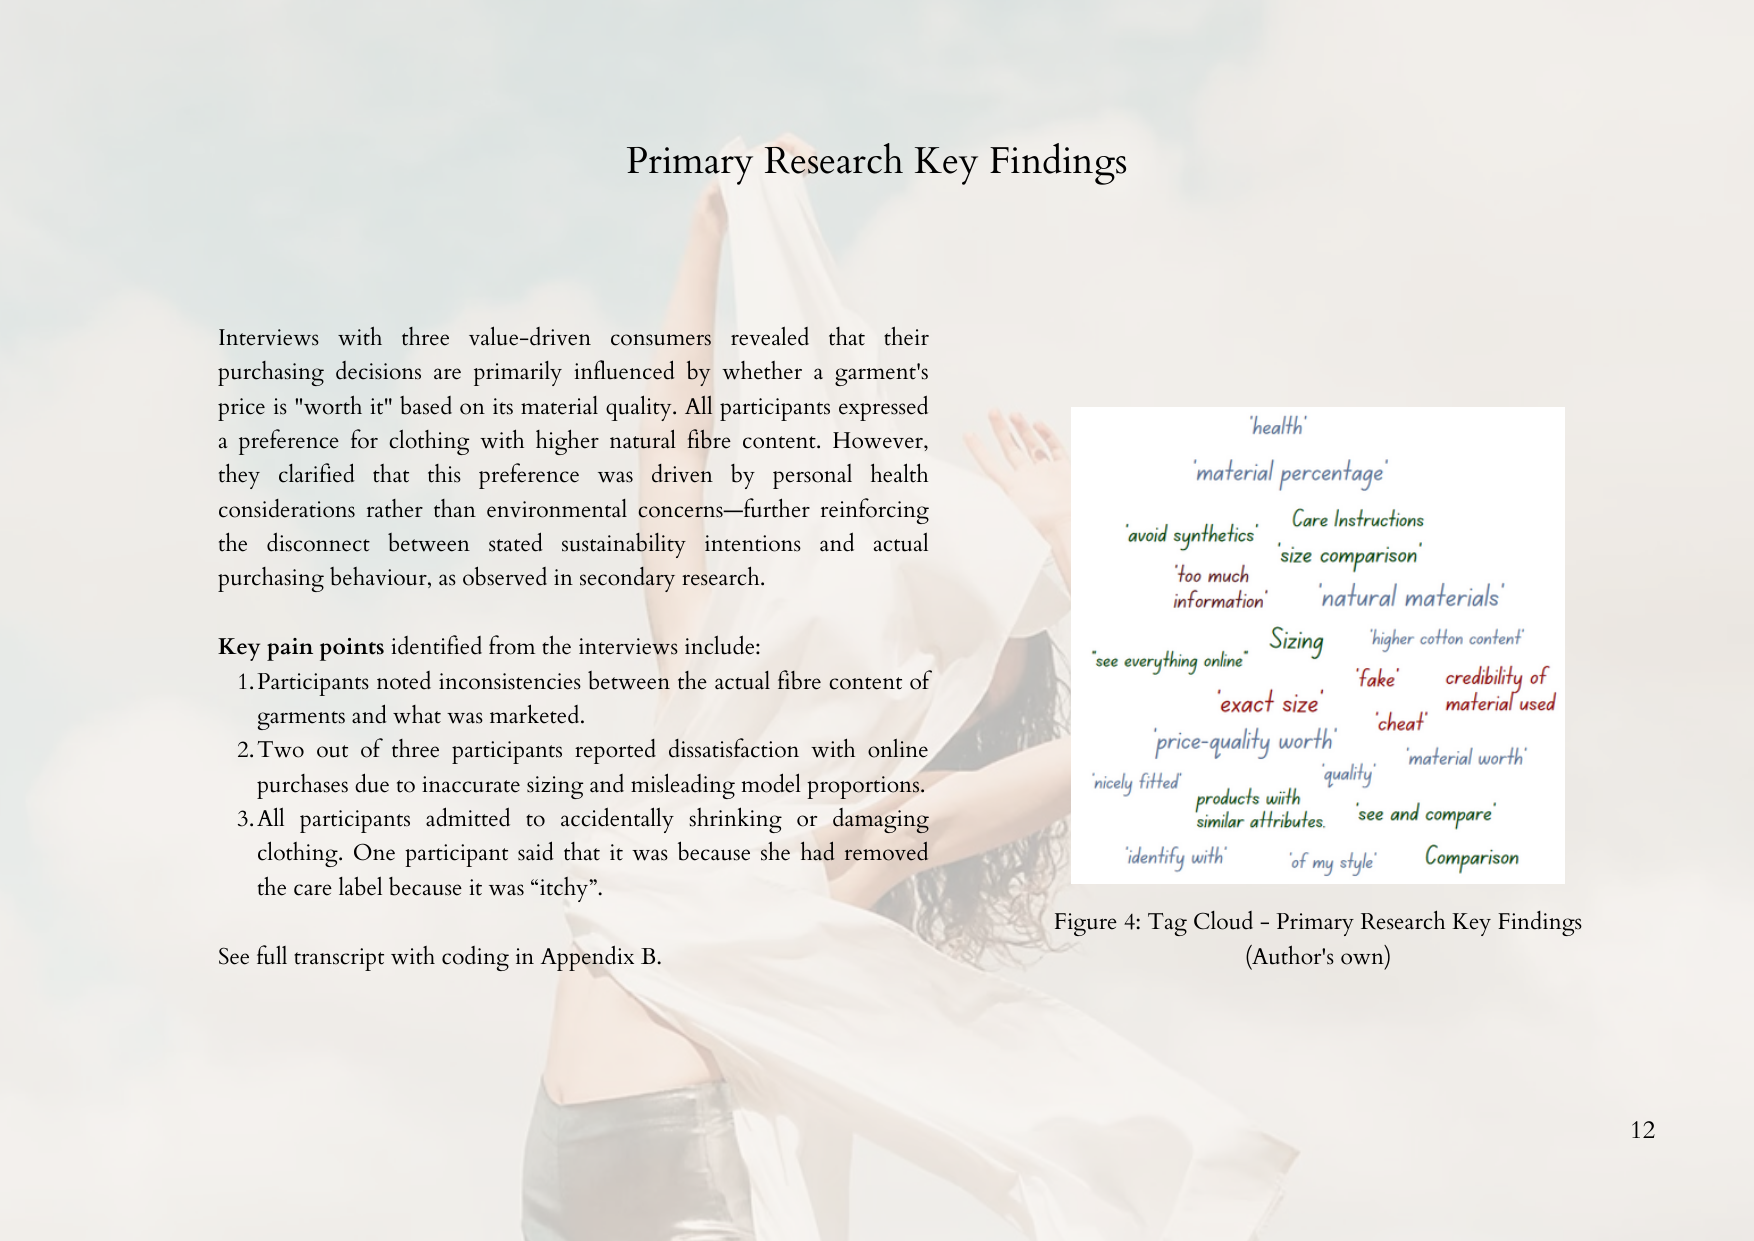 Primary Research Key Findings
Interviews with three value-driven consumers revealed that their
purchasing decisions are primarily influenced by whether a garment's
price is "worth it" based on its material quality. All participants expressed
a preference for clothing with higher natural fibre content. However,
they clarified that this preference was driven by personal health
considerations rather than environmental concerns—further reinforcing
the disconnect between stated sustainability intentions and actual
purchasing behaviour, as observed in secondary research.
Key pain points identified from the interviews include:
1. Participants noted inconsistencies between the actual fibre content of
garments and what was marketed.
2. Two out of three participants reported dissatisfaction with online
purchases due to inaccurate sizing and misleading model proportions.
3. All participants admitted to accidentally shrinking or damaging
clothing. One participant said that it was because she had removed
the care label because it was “itchy”.
See full transcript with coding in Appendix B.
'health'
'material percentage'
Care Instructions
'avoid synthetics'
'size comparison'
'too much
information'
'natural materials'
Sizing
'higher cotton content'
"see everything online"
'fake'
credibility of
material used
'exact size'
'cheat'
'price-quality worth'
'material worth'
'nicely fitted'
'quality'
products wiith
similar attributes.
'see and compare'
'identify with'
'of my style'
Comparison
Figure 4: Tag Cloud - Primary Research Key Findings
(Author's own)
12